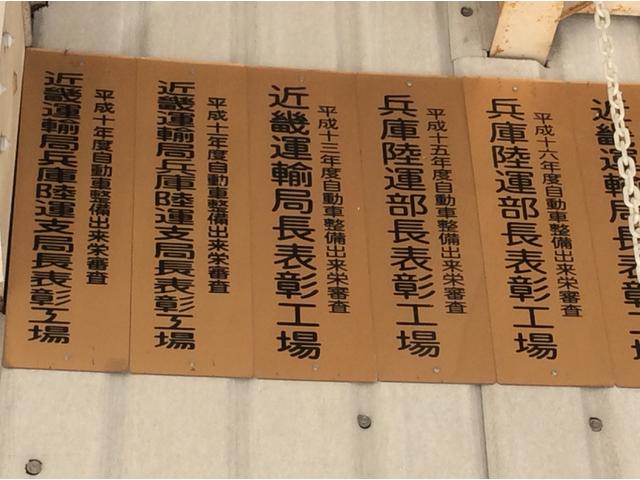 近畿運輸局
平成十六年度自動車整備出来栄審査
兵庫陸運部長表彰工場
平成十五年度自動車整備出来栄審査
兵庫陸運部長表彰工場
平成十三年度自動車整備出来栄審査
近畿運輸局長表彰工場
平成十年度自動車整備出来栄審査
近畿運輸局兵庫陸運支局長表彰工場
平成十年度自動車整備出来栄審査
近畿運輸局兵庫陸運支局長表彰工場